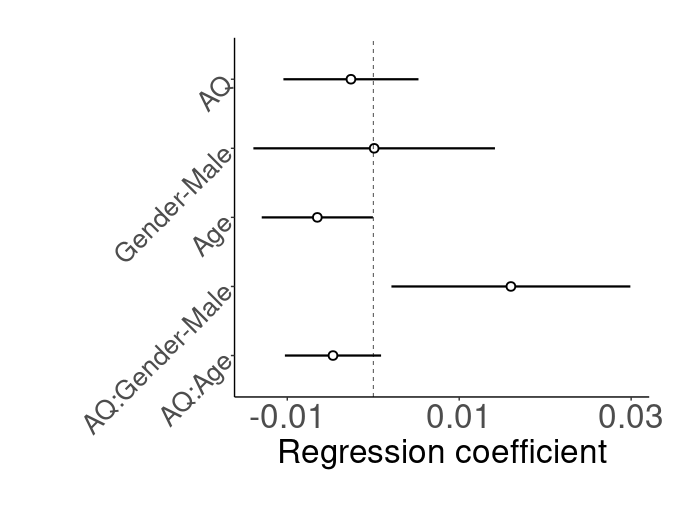 AQ
Gender-Male
Age
AQ:Gender-Male
AQ:Age
-0.01 0.01 0.03
Regression coefficient